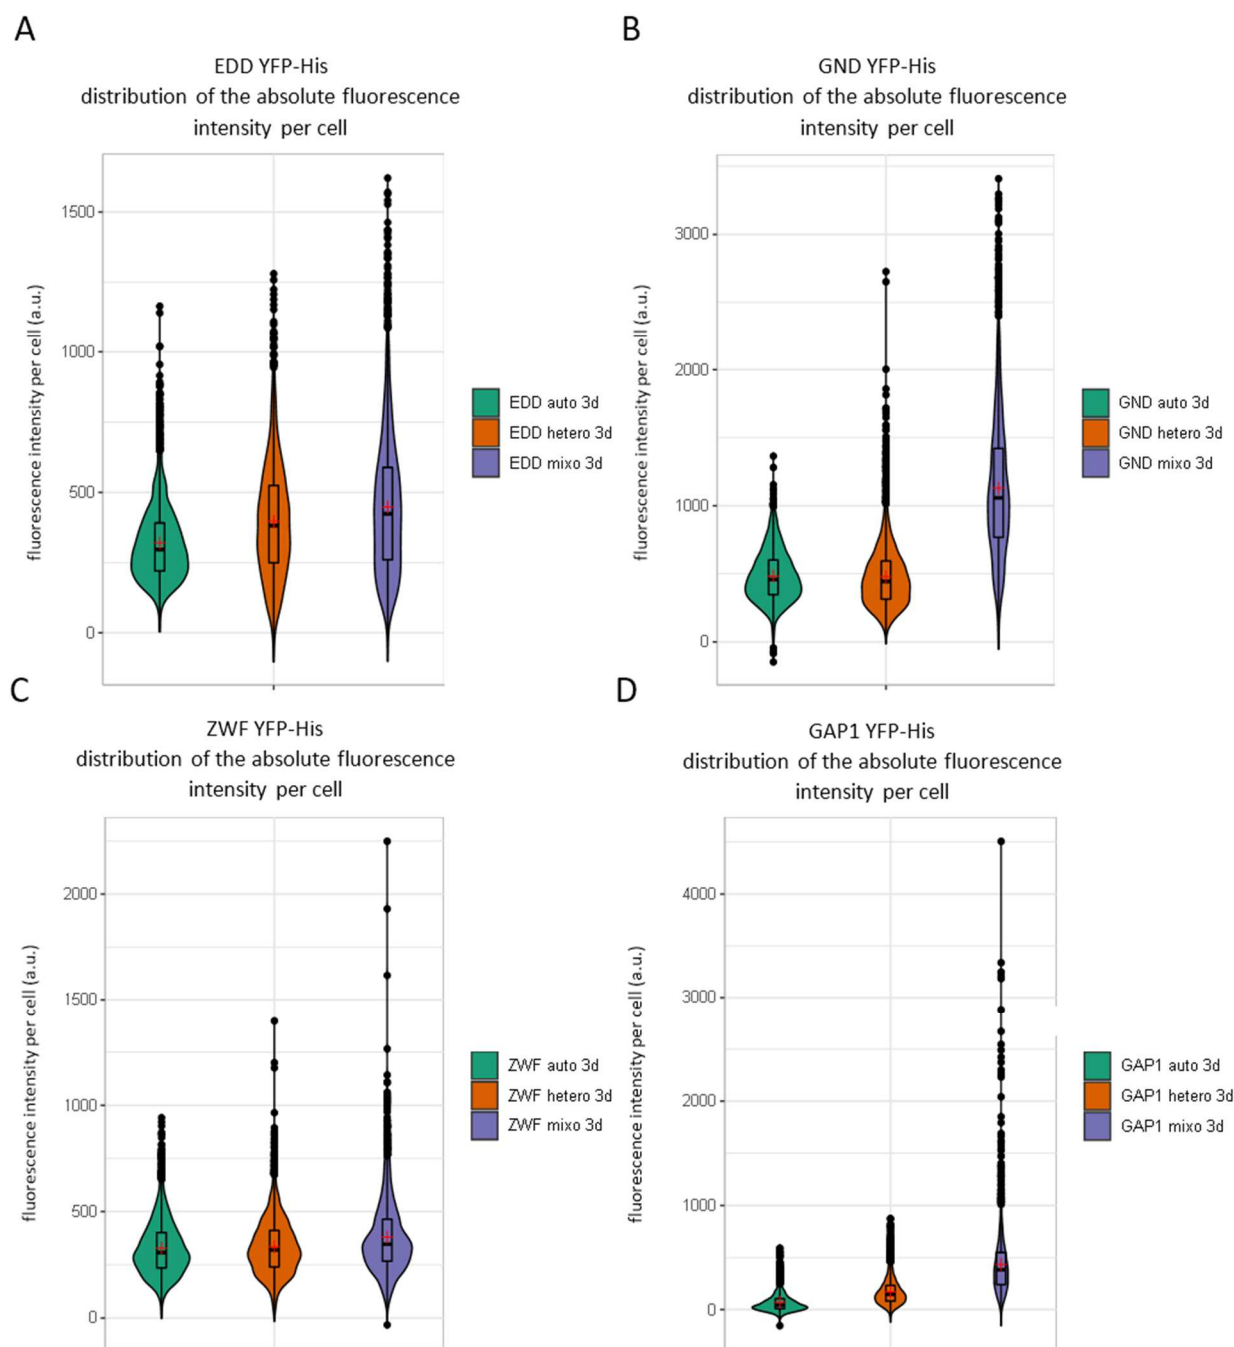 A
EDD YFP-His
distribution of the absolute fluorescence
intensity per cell
fluorescence intensity per cell (a.u.)
1500
1000
500
0
EDD auto 3d
EDD hetero 3d
EDD mixo 3d
B
GND YFP-His
distribution of the absolute fluorescence
intensity per cell
fluorescence intensity per cell (a.u.)
3000
2000
1000
0
GND auto 3d
GND hetero 3d
GND mixo 3d
C
ZWF YFP-His
distribution of the absolute fluorescence
intensity per cell
fluorescence intensity per cell (a.u.)
2000
1500
1000
500
0
ZWF auto 3d
ZWF hetero 3d
ZWF mixo 3d
D
GAP1 YFP-His
distribution of the absolute fluorescence
intensity per cell
fluorescence intensity per cell (a.u.)
4000
3000
2000
1000
0
GAP1 auto 3d
GAP1 hetero 3d
GAP1 mixo 3d